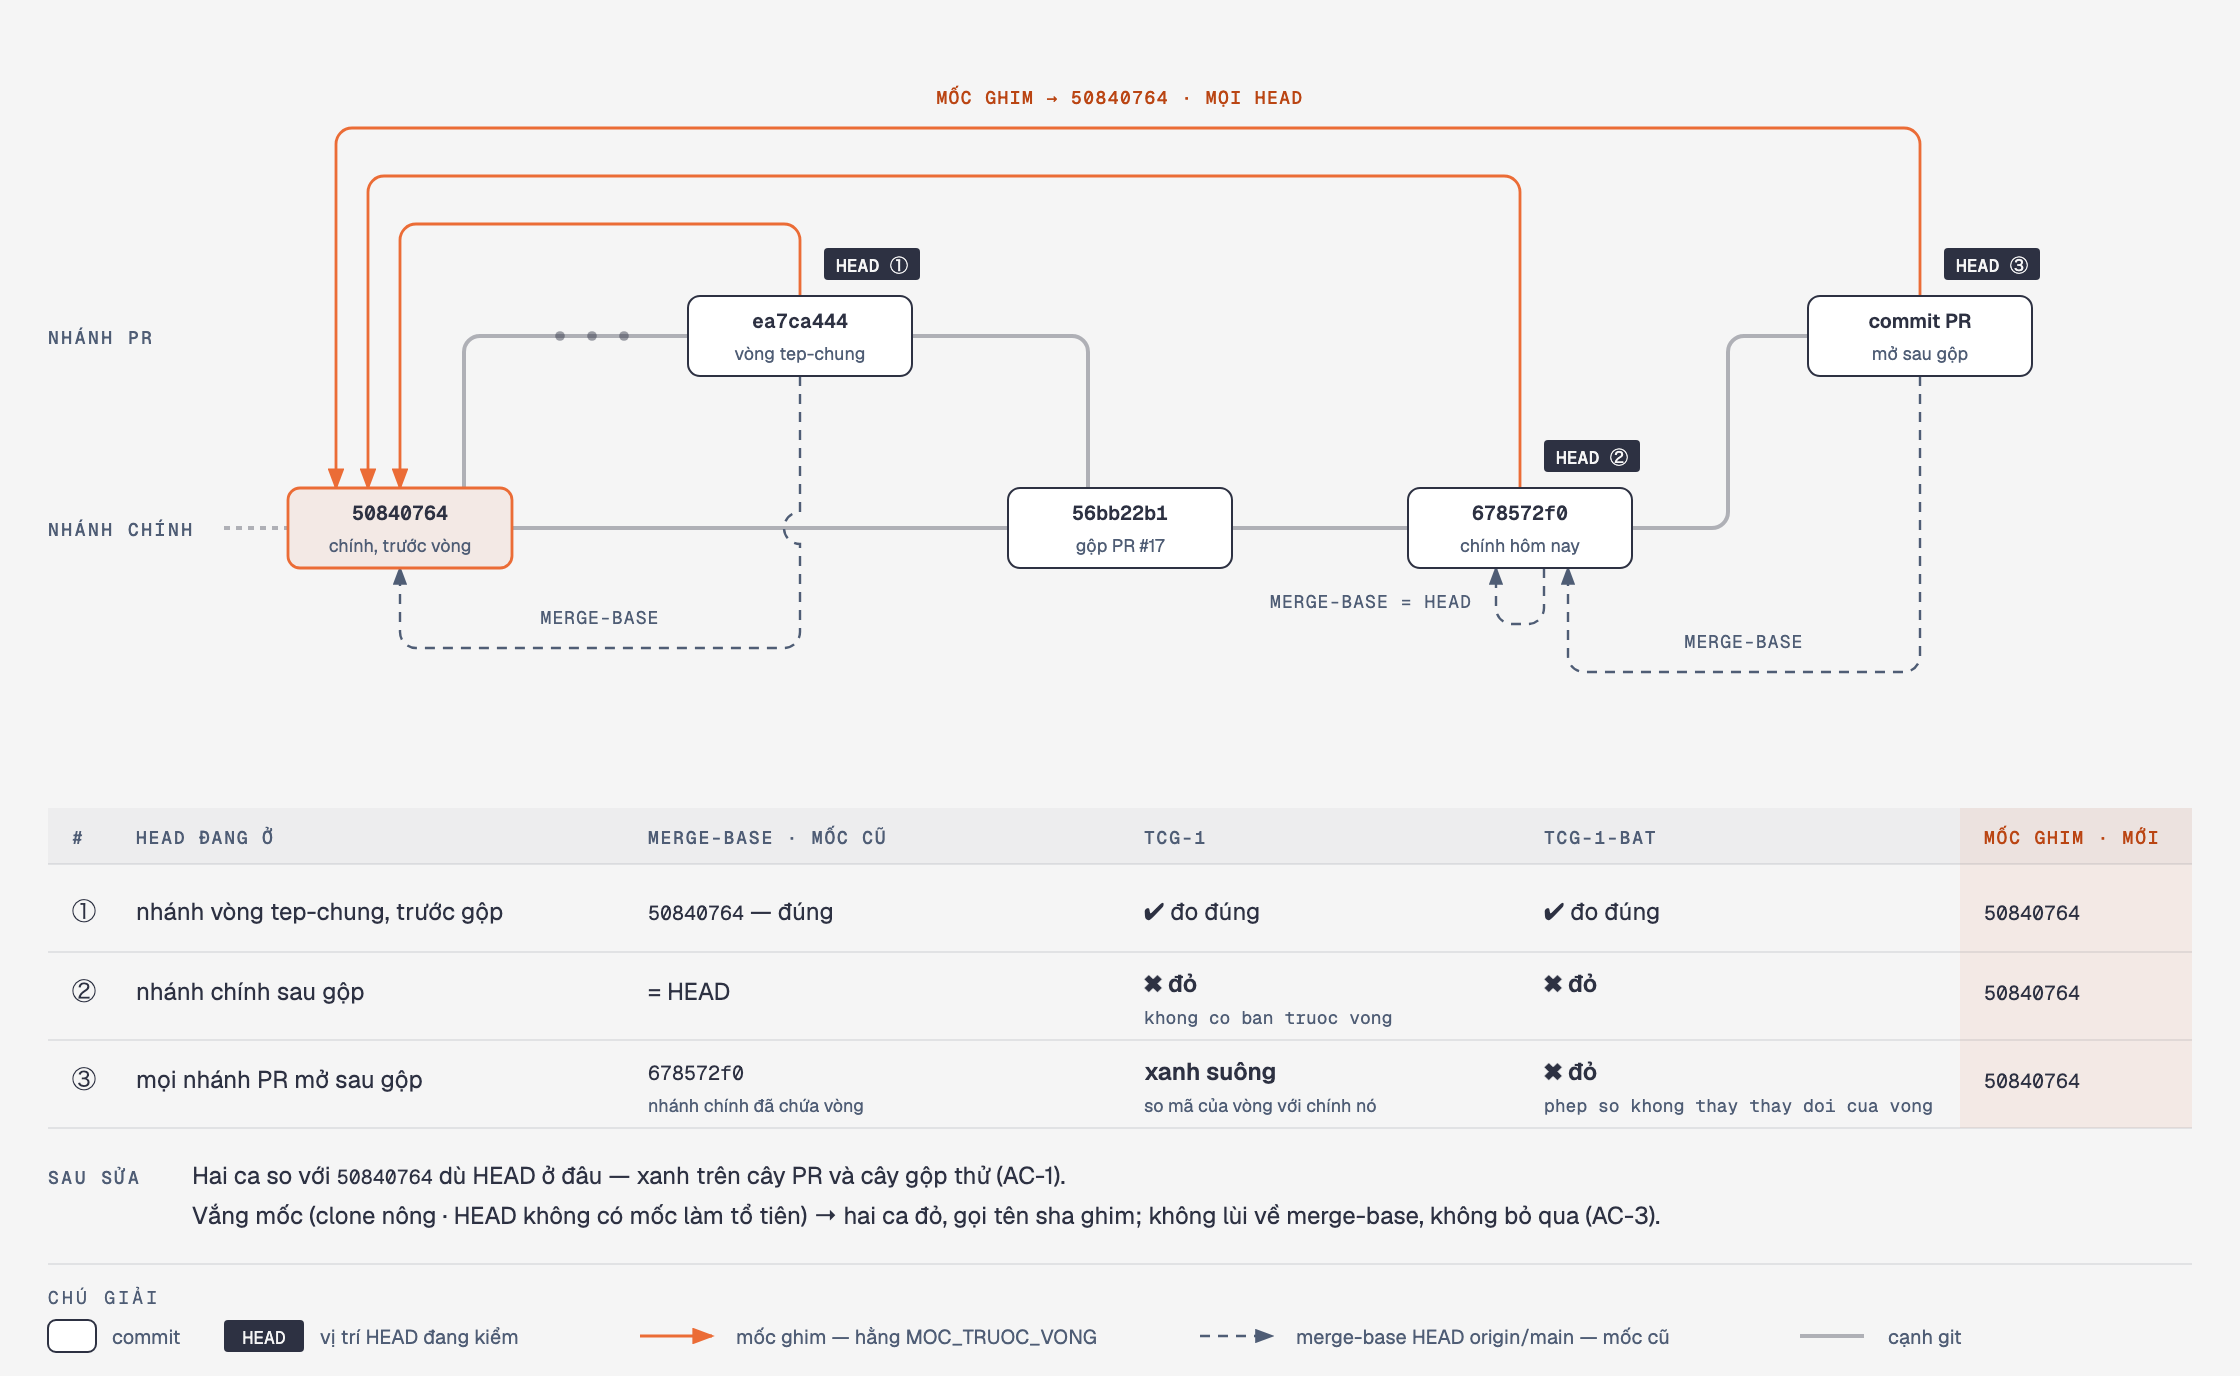 MỐC GHIM → 50840764 · MỌI HEAD
HEAD ①
HEAD ③
NHÁNH PR
ea7ca444
vòng tep-chung
commit PR
mở sau gộp
HEAD ②
NHÁNH CHÍNH
50840764
chính, trước vòng
56bb22b1
gộp PR #17
678572f0
chính hôm nay
MERGE-BASE
MERGE-BASE = HEAD
MERGE-BASE
# HEAD ĐANG Ở MERGE-BASE · MỐC CŨ TCG-1 TCG-1-BAT MỐC GHIM · MỚI
① nhánh vòng tep-chung, trước gộp 50840764 — đúng ✔ đo đúng ✔ đo đúng 50840764
② nhánh chính sau gộp = HEAD ✖ đỏ ✖ đỏ 50840764
khong co ban truoc vong
③ mọi nhánh PR mở sau gộp 678572f0 xanh suông ✖ đỏ 50840764
nhánh chính đã chứa vòng so mã của vòng với chính nó phep so khong thay thay doi cua vong
SAU SỬA Hai ca so với 50840764 dù HEAD ở đâu — xanh trên cây PR và cây gộp thử (AC-1).
Vắng mốc (clone nông · HEAD không có mốc làm tổ tiên) → hai ca đỏ, gọi tên sha ghim; không lùi về merge-base, không bỏ qua (AC-3).
CHÚ GIẢI
commit HEAD vị trí HEAD đang kiểm mốc ghim — hằng MOC_TRUOC_VONG merge-base HEAD origin/main — mốc cũ cạnh git